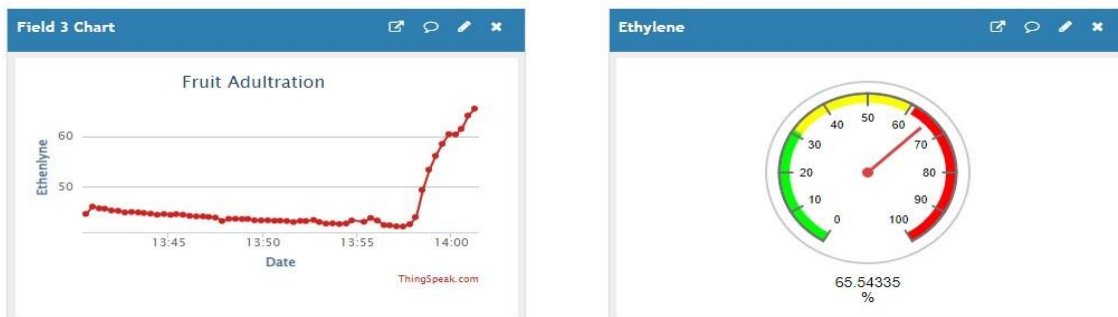 Field 3 Chart
Fruit Adultration
Ethenlyne
60
50
13:45 13:50 13:55 14:00
Date
ThingSpeak.com
Ethylene
0 10 20 30 40 50 60 70 80 90 100
65.54335
%